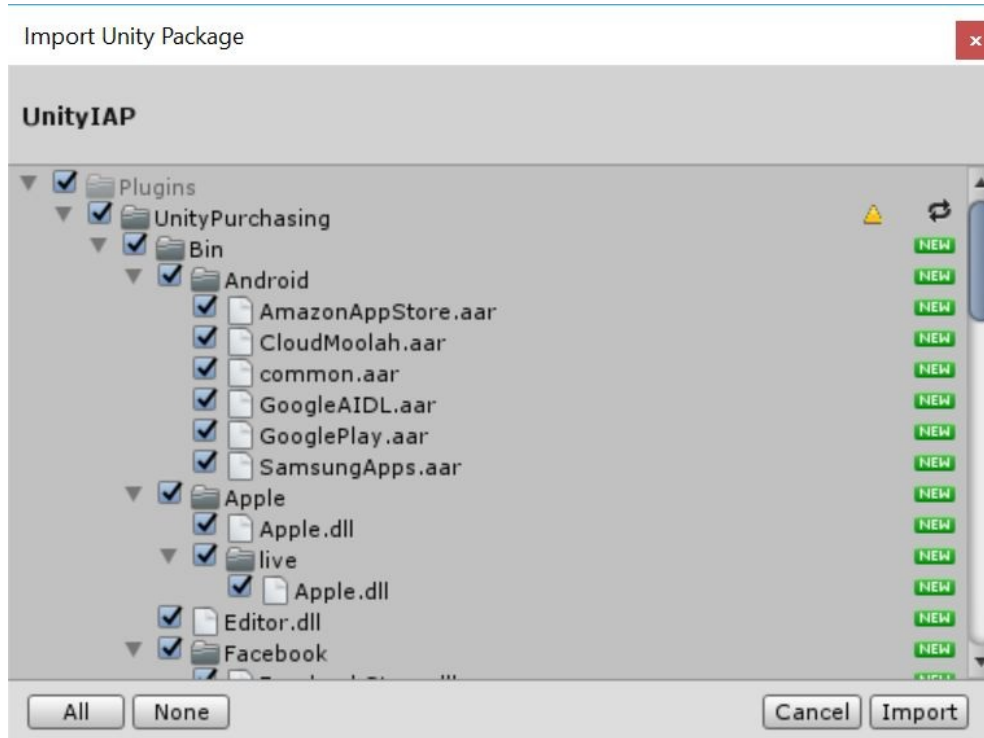 Import Unity Package
x
UnityIAP
Plugins
UnityPurchasing
Bin NEW
Android NEW
AmazonAppStore.aar NEW
CloudMoolah.aar NEW
common.aar NEW
GoogleAIDL.aar NEW
GooglePlay.aar NEW
SamsungApps.aar NEW
Apple NEW
Apple.dll NEW
live NEW
Apple.dll NEW
Editor.dll NEW
Facebook NEW
All None Cancel Import